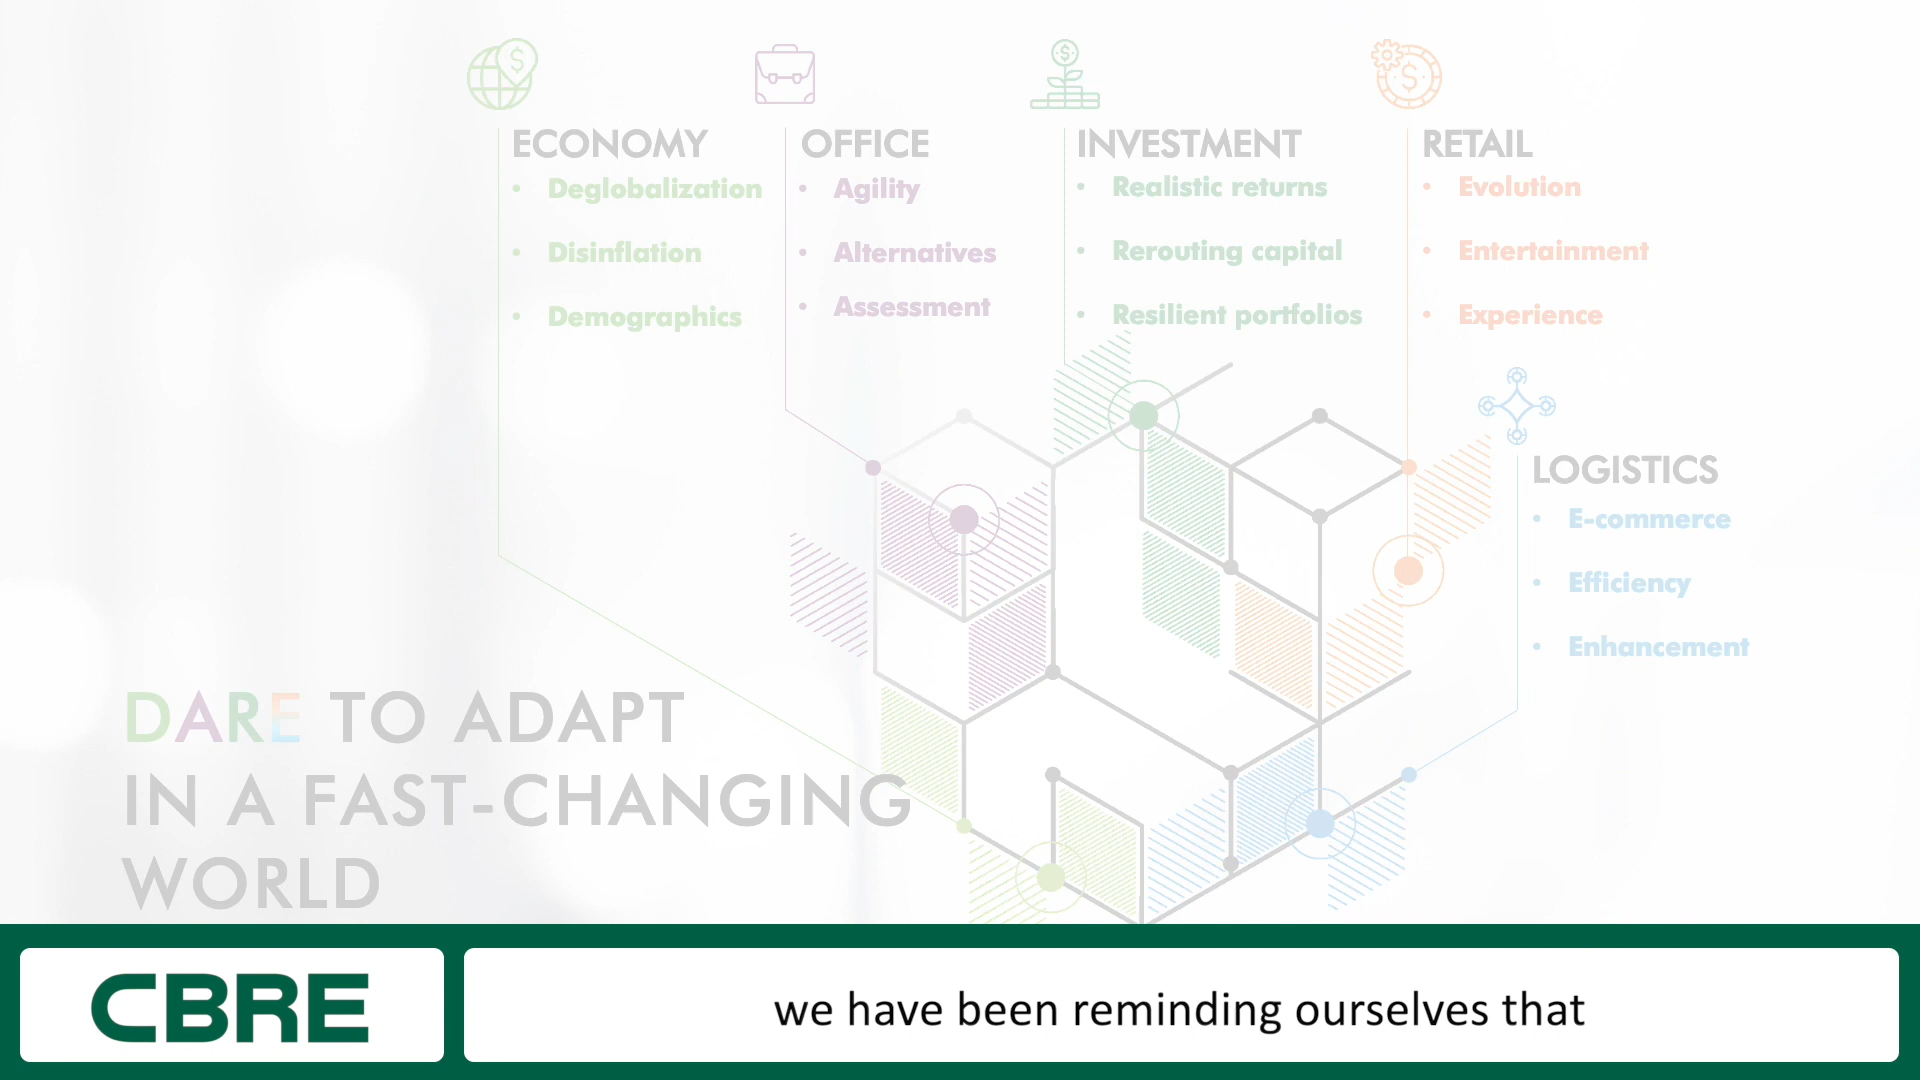 ECONOMY
• Deglobalization
• Disinflation
• Demographics
OFFICE
• Agility
• Alternatives
• Assessment
INVESTMENT
• Realistic returns
• Rerouting capital
• Resilient portfolios
RETAIL
• Evolution
• Entertainment
• Experience
LOGISTICS
• E-commerce
• Efficiency
• Enhancement
DARE TO ADAPT
IN A FAST-CHANGING
WORLD
CBRE
we have been reminding ourselves that